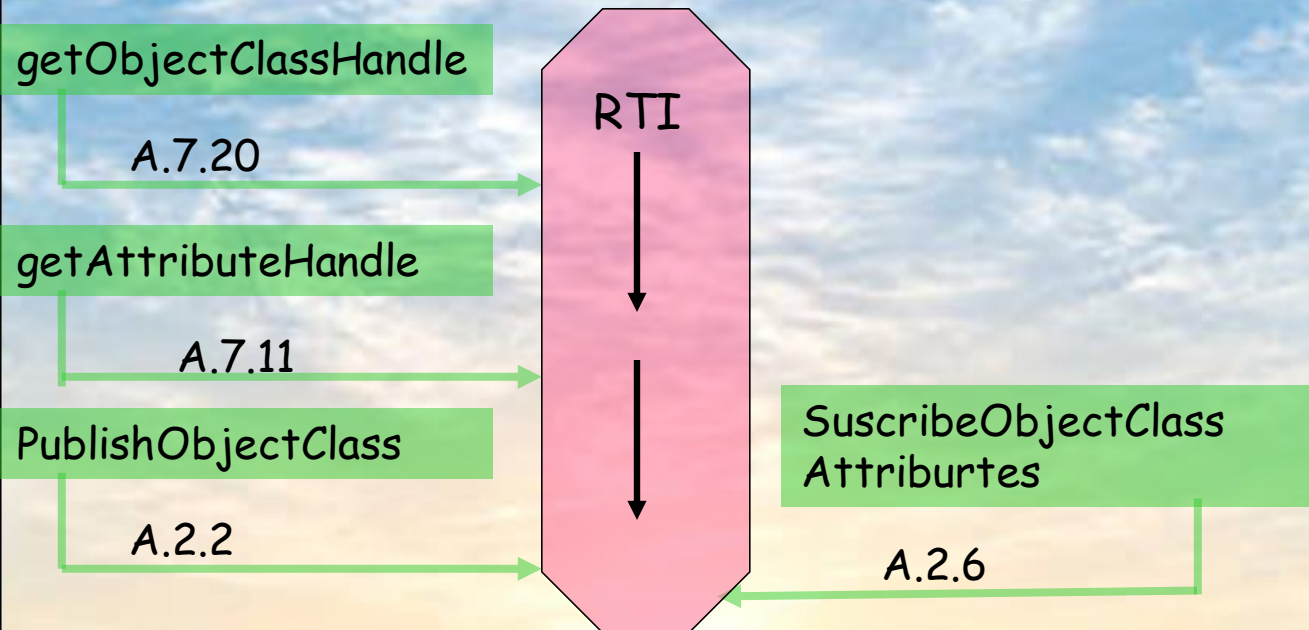 getObjectClassHandle
RTI
A.7.20
getAttributeHandle
A.7.11
PublishObjectClass
SuscribeObjectClass
Attriburtes
A.2.2
A.2.6